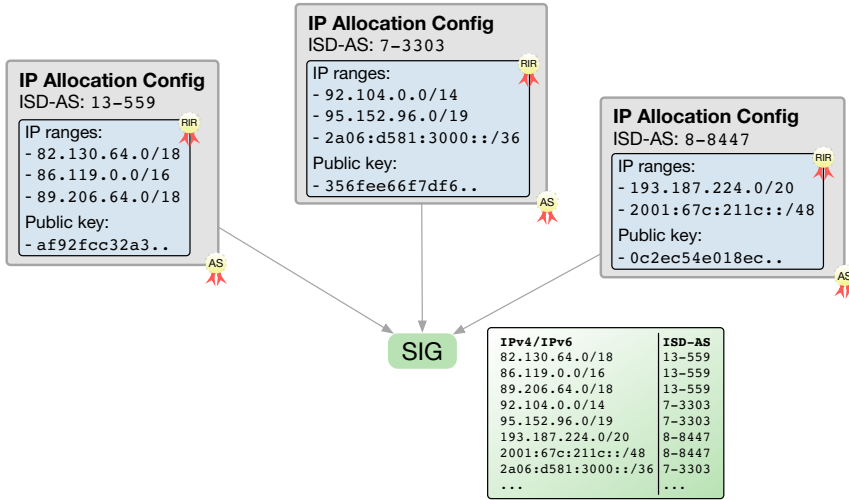 IP Allocation Config
ISD-AS: 13-559
IP ranges:
- 82.130.64.0/18
- 86.119.0.0/16
- 89.206.64.0/18
Public key:
- af92fcc32a3..
RIR
AS
IP Allocation Config
ISD-AS: 7-3303
IP ranges:
- 92.104.0.0/14
- 95.152.96.0/19
- 2a06:d581:3000::/36
Public key:
- 356fee66f7df6..
RIR
AS
IP Allocation Config
ISD-AS: 8-8447
IP ranges:
- 193.187.224.0/20
- 2001:67c:211c::/48
Public key:
- 0c2ec54e018ec..
RIR
AS
SIG
IPv4/IPv6 ISD-AS
82.130.64.0/18 13-559
86.119.0.0/16 13-559
89.206.64.0/18 13-559
92.104.0.0/14 7-3303
95.152.96.0/19 7-3303
193.187.224.0/20 8-8447
2001:67c:211c::/48 8-8447
2a06:d581:3000::/36 7-3303
... ...